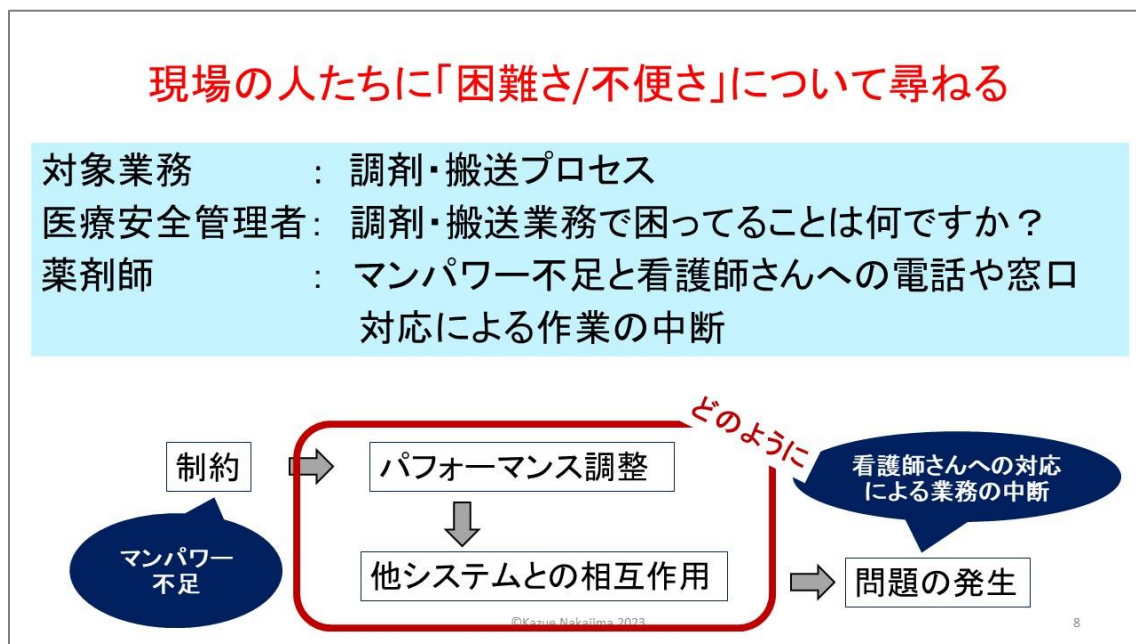 現場の人たちに「困難さ/不便さ」について尋ねる
対象業務　　　： 調剤・搬送プロセス
医療安全管理者： 調剤・搬送業務で困ってることは何ですか？
薬剤師　　　　： マンパワー不足と看護師さんへの電話や窓口
対応による作業の中断
制約
パフォーマンス調整
どのように
看護師さんへの対応
による業務の中断
マンパワー
不足
他システムとの相互作用
問題の発生
©Kazue Nakajima 2023
8